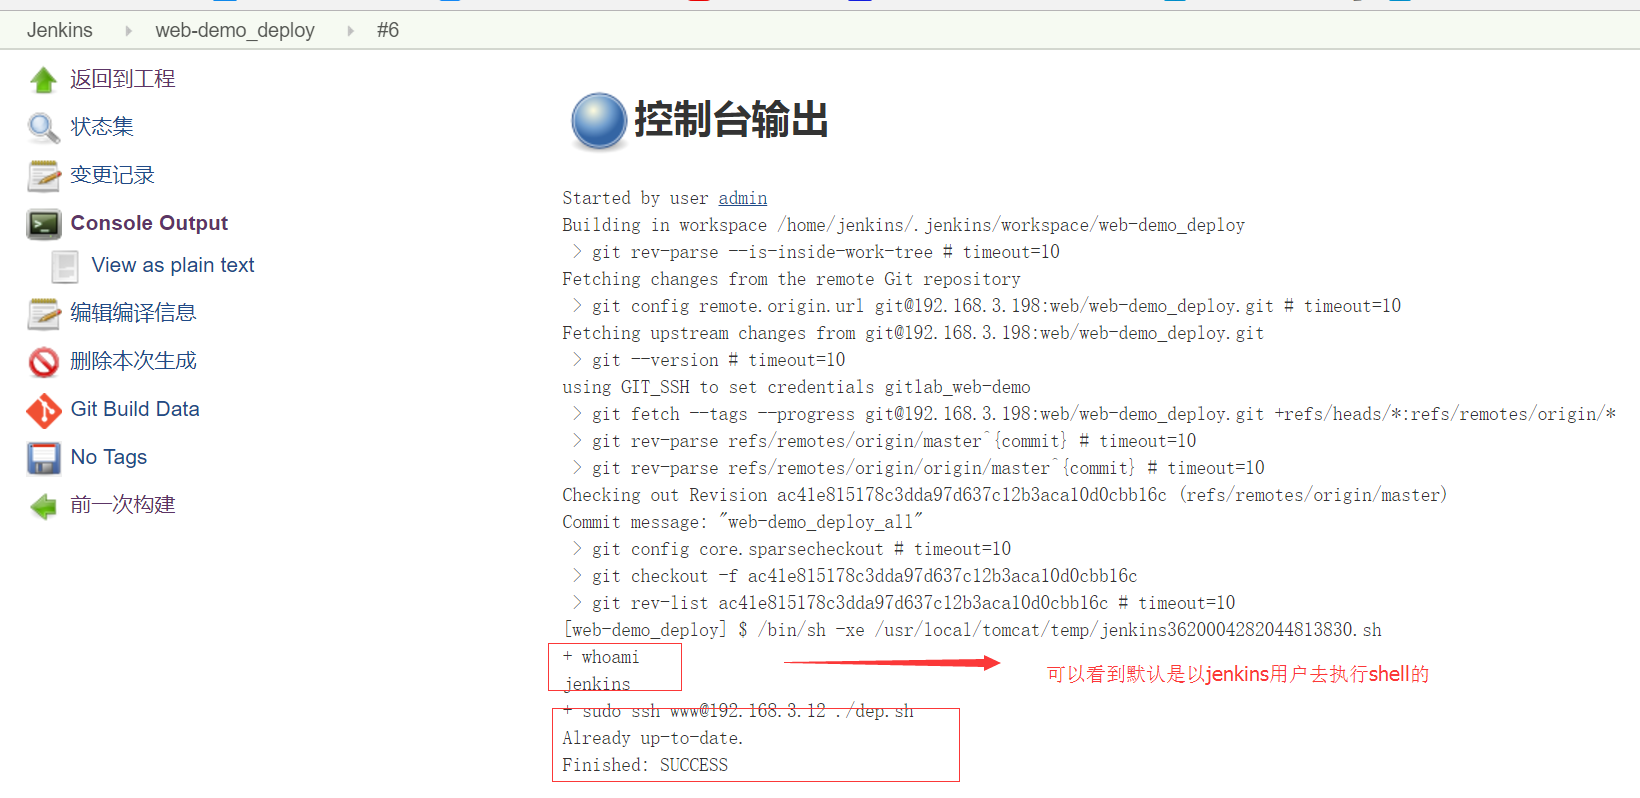 Jenkins web-demo_deploy #6
返回到工程
状态集
变更记录
Console Output
View as plain text
编辑编译信息
删除本次生成
Git Build Data
No Tags
前一次构建
控制台输出
Started by user admin
Building in workspace /home/jenkins/.jenkins/workspace/web-demo_deploy
> git rev-parse --is-inside-work-tree # timeout=10
Fetching changes from the remote Git repository
> git config remote.origin.url git@192.168.3.198:web/web-demo_deploy.git # timeout=10
Fetching upstream changes from git@192.168.3.198:web/web-demo_deploy.git
> git --version # timeout=10
using GIT_SSH to set credentials gitlab_web-demo
> git fetch --tags --progress git@192.168.3.198:web/web-demo_deploy.git +refs/heads/*:refs/remotes/origin/*
> git rev-parse refs/remotes/origin/master^{commit} # timeout=10
> git rev-parse refs/remotes/origin/origin/master^{commit} # timeout=10
Checking out Revision ac41e815178c3dda97d637c12b3aca10d0cbb16c (refs/remotes/origin/master)
Commit message: "web-demo_deploy_all"
> git config core.sparsecheckout # timeout=10
> git checkout -f ac41e815178c3dda97d637c12b3aca10d0cbb16c
> git rev-list ac41e815178c3dda97d637c12b3aca10d0cbb16c # timeout=10
[web-demo_deploy] $ /bin/sh -xe /usr/local/tomcat/temp/jenkins3620004282044813830.sh
+ whoami
jenkins
可以看到默认是以jenkins用户去执行shell的
+ sudo ssh www@192.168.3.12 ./dep.sh
Already up-to-date.
Finished: SUCCESS